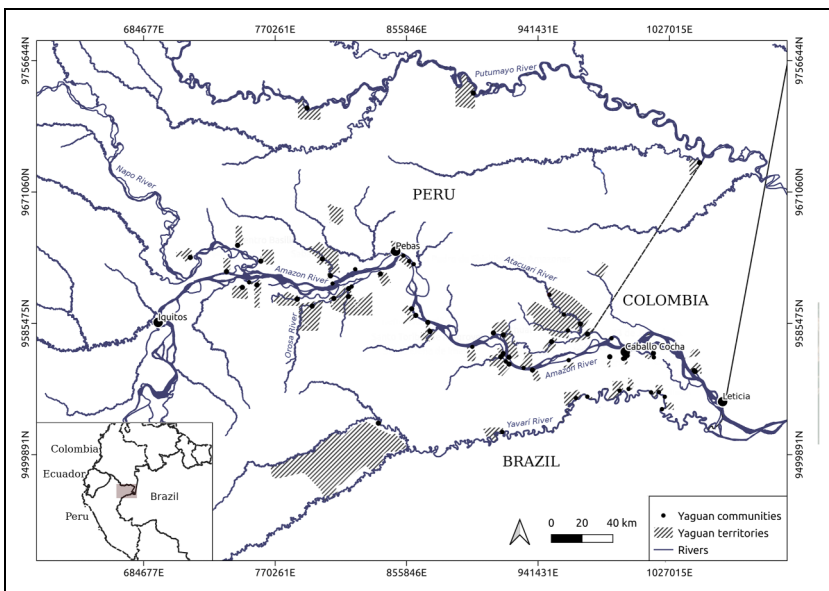 684677E 770261E 855846E 941431E 1027015E
9756644N
9756644N
Putumayo River
Napo River
PERU
9671060N
9671060N
Pebas
Atacuari River
Amazon River
COLOMBIA
Iquitos
9585475N
9585475N
Orosa River
Caballo Cocha
Amazon River
Leticia
Yavarí River
BRAZIL
9499891N
9499891N
Colombia
Ecuador
Brazil
Peru
0 20 40 km
Yaguan communities
Yaguan territories
Rivers
684677E 770261E 855846E 941431E 1027015E